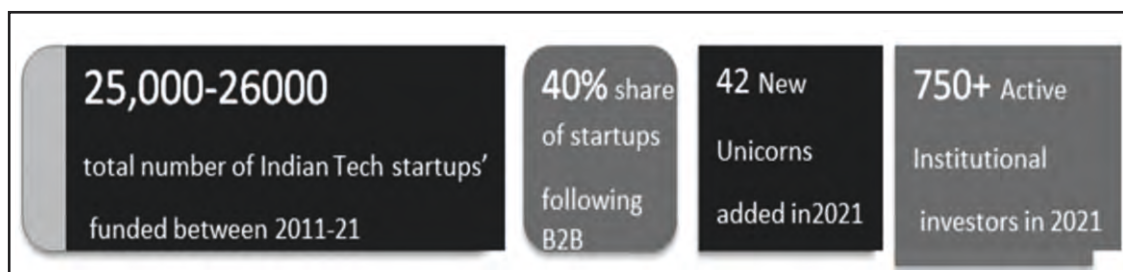 25,000-26000
total number of Indian Tech startups’
funded between 2011-21
40% share
of startups
following
B2B
42 New
Unicorns
added in2021
750+ Active
Institutional
investors in 2021